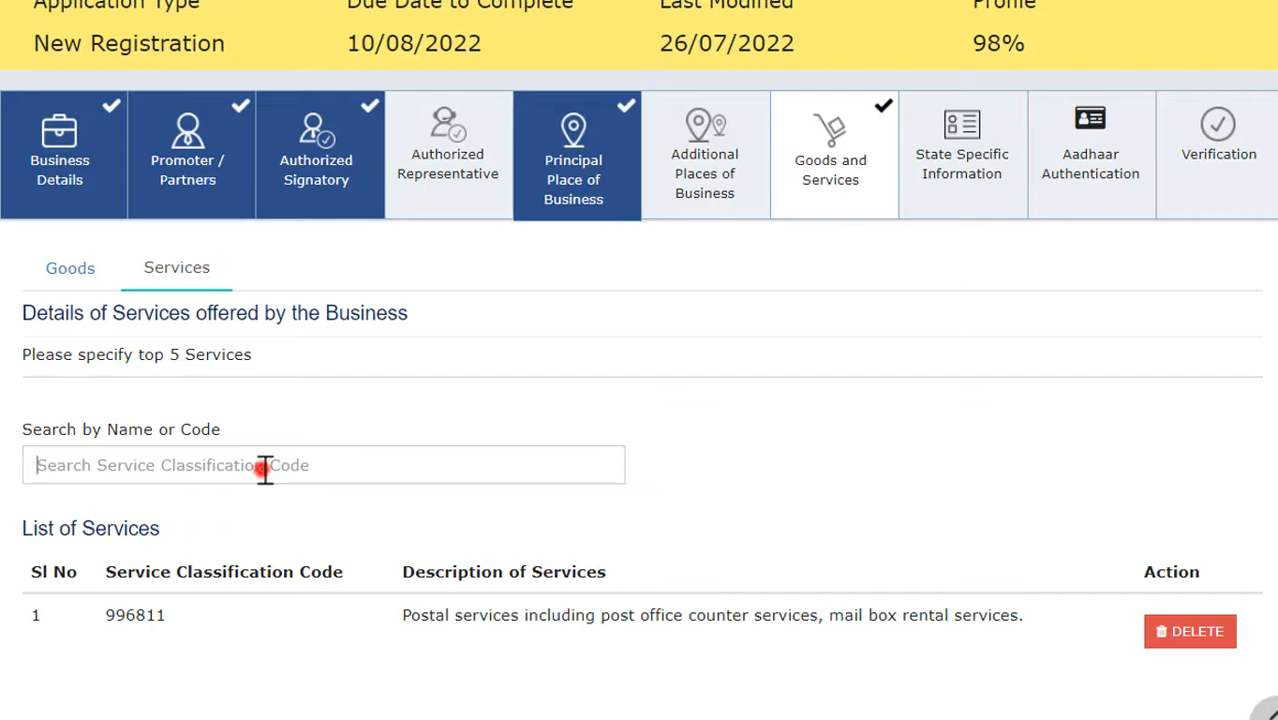 Application Type Due Date to Complete Last Modified Profile
New Registration 10/08/2022 26/07/2022 98%
Business Details
Promoter / Partners
Authorized Signatory
Authorized Representative
Principal Place of Business
Additional Places of Business
Goods and Services
State Specific Information
Aadhaar Authentication
Verification
Goods Services
Details of Services offered by the Business
Please specify top 5 Services
Search by Name or Code
Search Service Classification Code
List of Services
Sl No Service Classification Code Description of Services Action
1 996811 Postal services including post office counter services, mail box rental services. DELETE